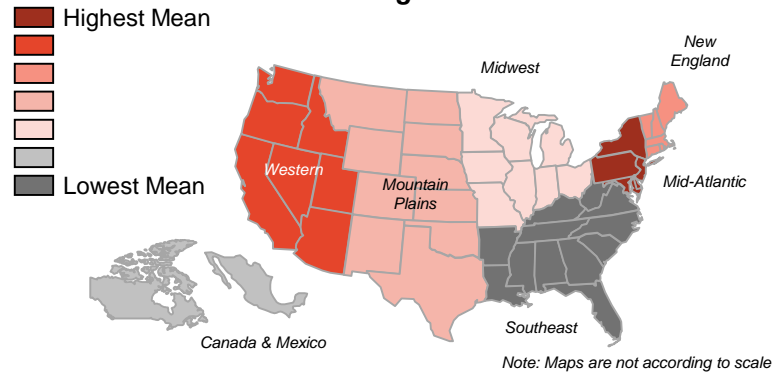 Highest Mean
Lowest Mean
New
England
Midwest
Western
Mountain
Plains
Mid-Atlantic
Southeast
Canada & Mexico
Note: Maps are not according to scale